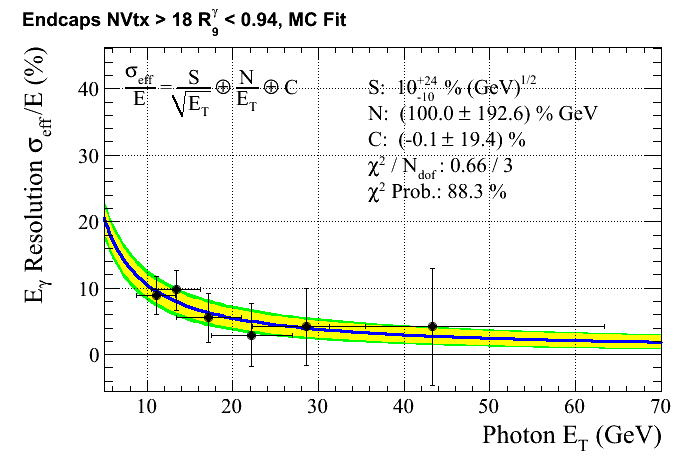 Endcaps NVtx > 18 R₉^γ < 0.94, MC Fit
σ_eff/E = S/√E_T ⊕ N/E_T ⊕ C
S: 10^{+24}_{-10} % (GeV)^{1/2}
N: (100.0 ± 192.6) % GeV
C: (-0.1 ± 19.4) %
χ² / N_dof : 0.66 / 3
χ² Prob.: 88.3 %
E_γ Resolution σ_eff/E (%)
40
30
20
10
0
10 20 30 40 50 60 70
Photon E_T (GeV)